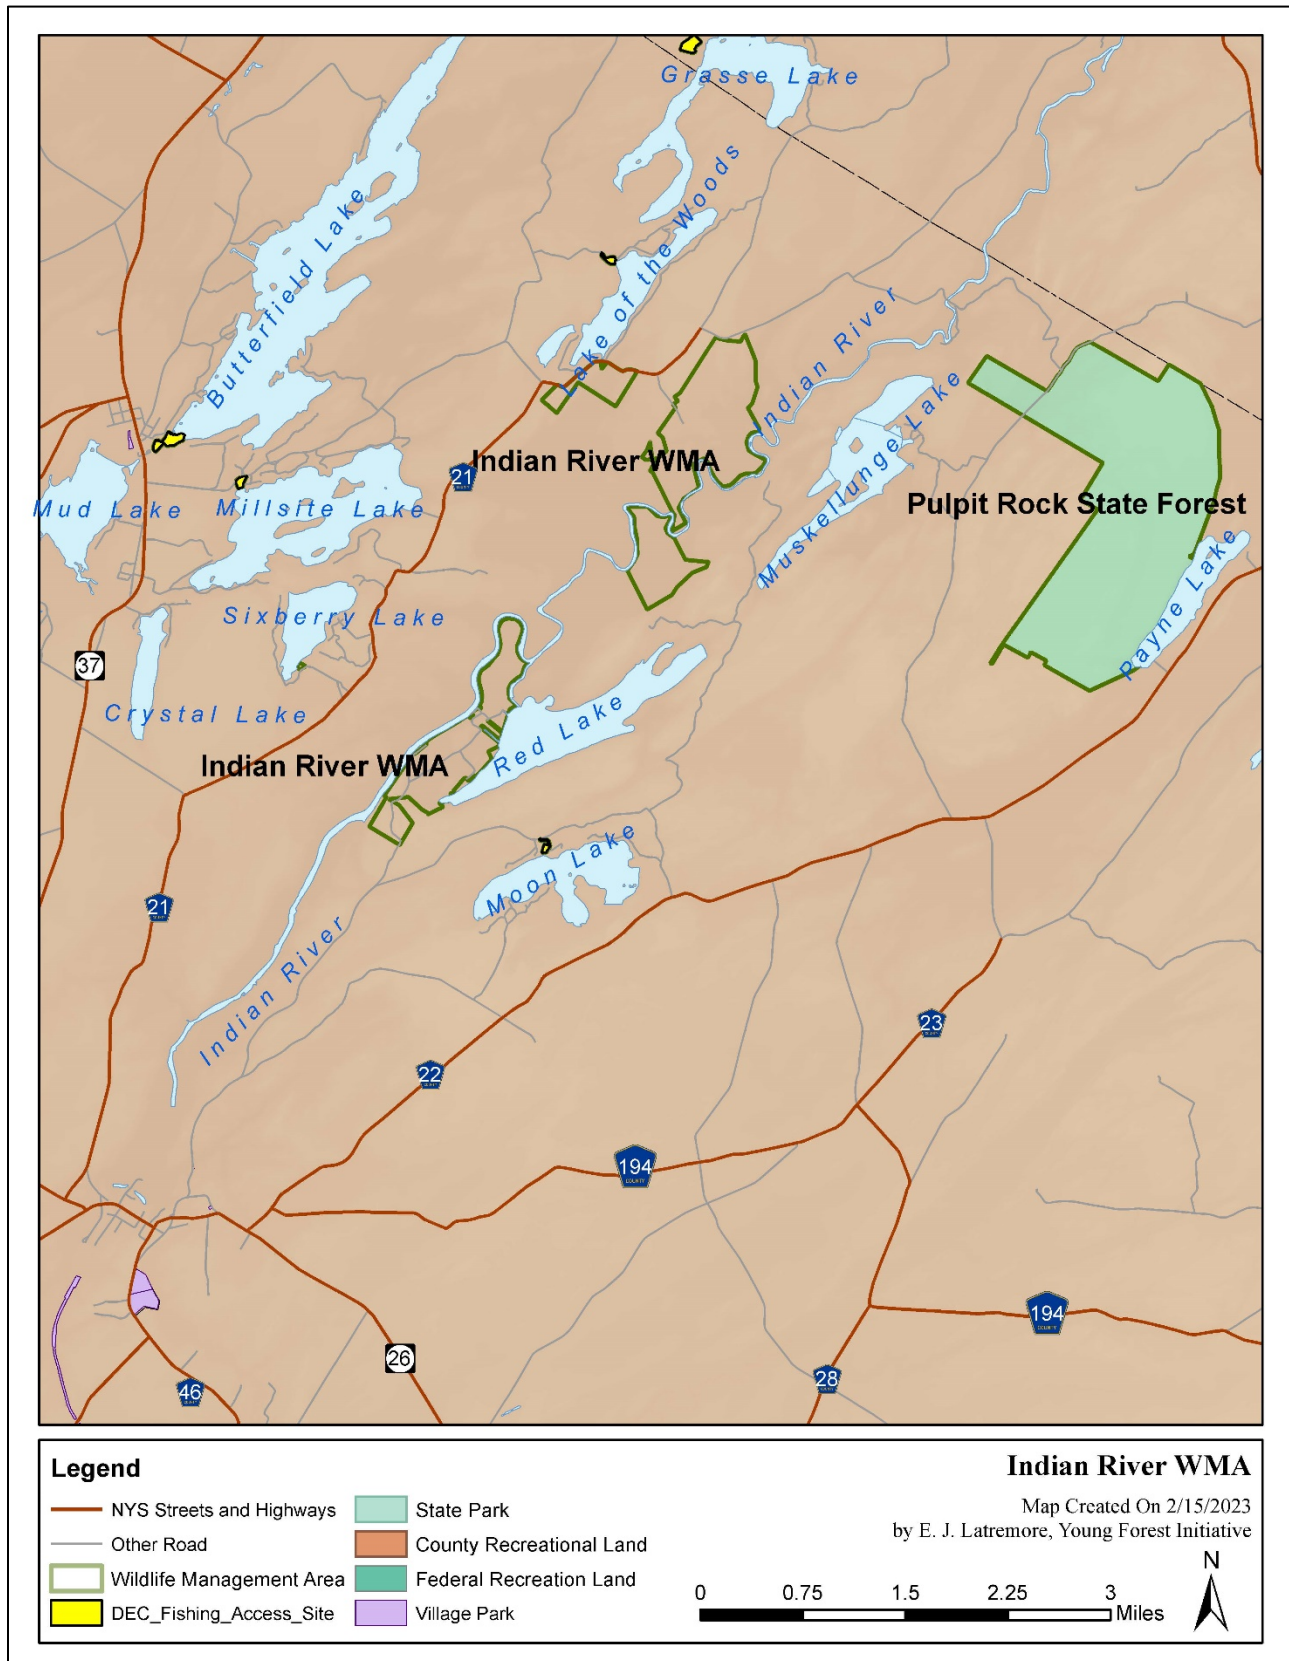 Grasse Lake
Lake of the Woods
Butterfield Lake
Indian River
Muskellunge Lake
Indian River WMA
21
Pulpit Rock State Forest
Mud Lake
Millsite Lake
Payne Lake
Sixberry Lake
37
Crystal Lake
Red Lake
Indian River WMA
Moon Lake
21
Indian River
23
22
194
COUNTY
194
COUNTY
26
28
46
Legend
NYS Streets and Highways
Other Road
Wildlife Management Area
DEC_Fishing_Access_Site
State Park
County Recreational Land
Federal Recreation Land
Village Park
Indian River WMA
Map Created On 2/15/2023
by E. J. Latremore, Young Forest Initiative
N
0 0.75 1.5 2.25 3
Miles